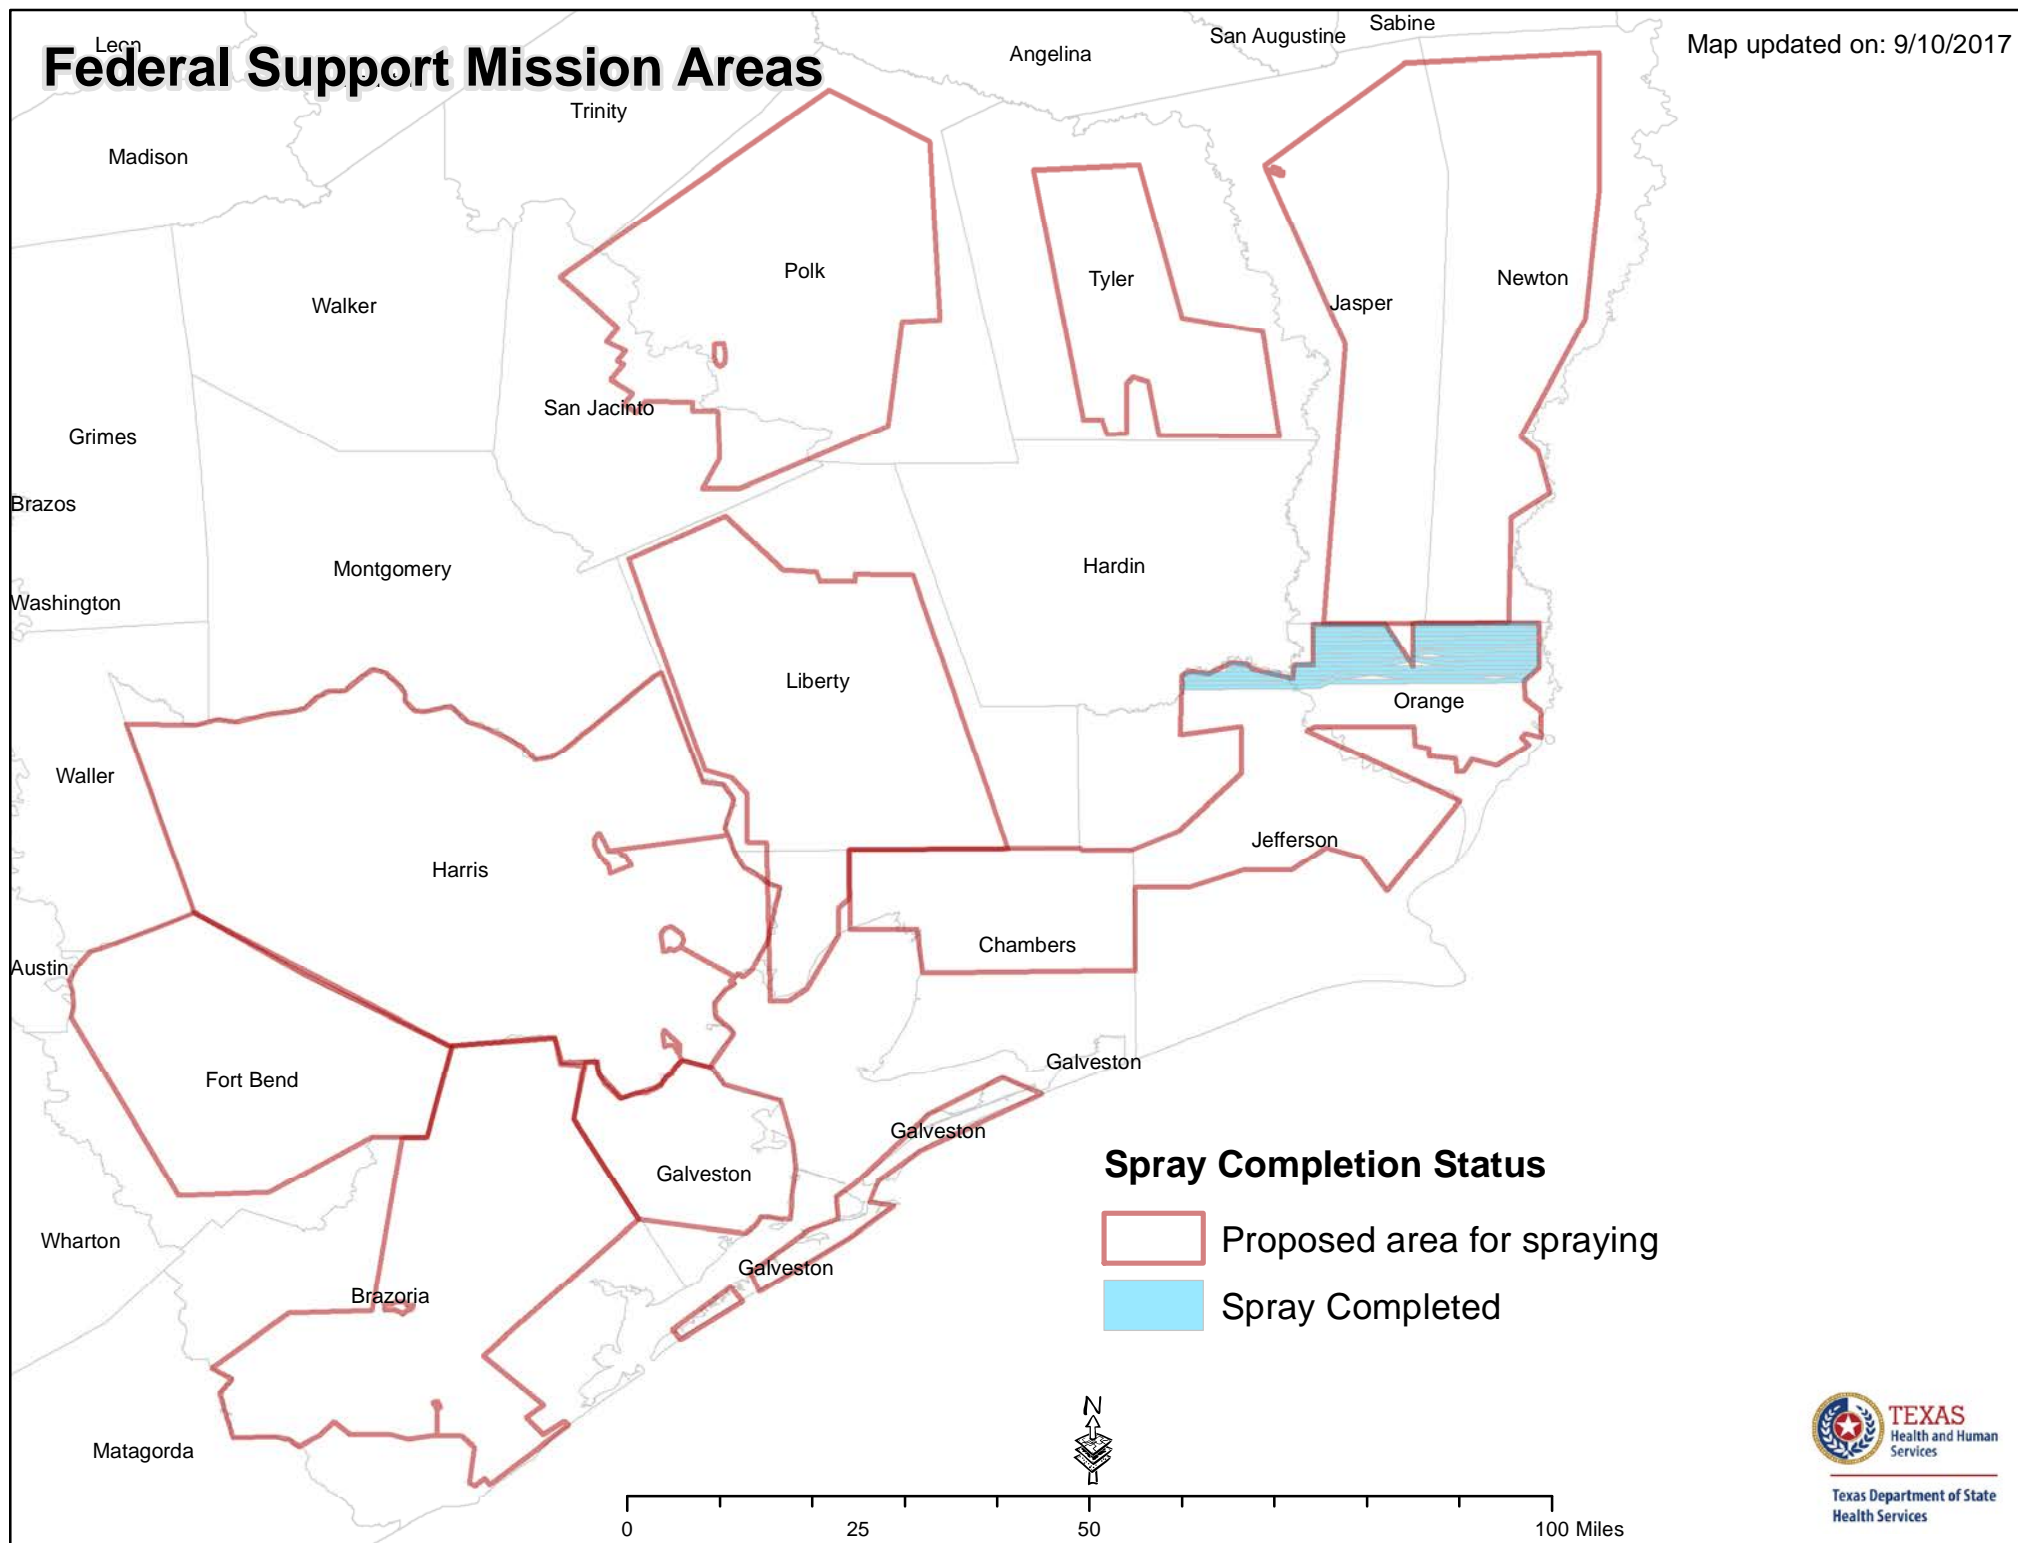 Federal Support Mission Areas
Map updated on: 9/10/2017
Leon
Angelina
San Augustine
Sabine
Trinity
Madison
Polk
Tyler
Newton
Jasper
Walker
San Jacinto
Grimes
Brazos
Montgomery
Hardin
Washington
Liberty
Orange
Waller
Jefferson
Harris
Chambers
Austin
Galveston
Fort Bend
Galveston
Galveston
Wharton
Galveston
Brazoria
Matagorda
Spray Completion Status
Proposed area for spraying
Spray Completed
N
0 25 50 100 Miles
TEXAS
Health and Human
Services
Texas Department of State
Health Services